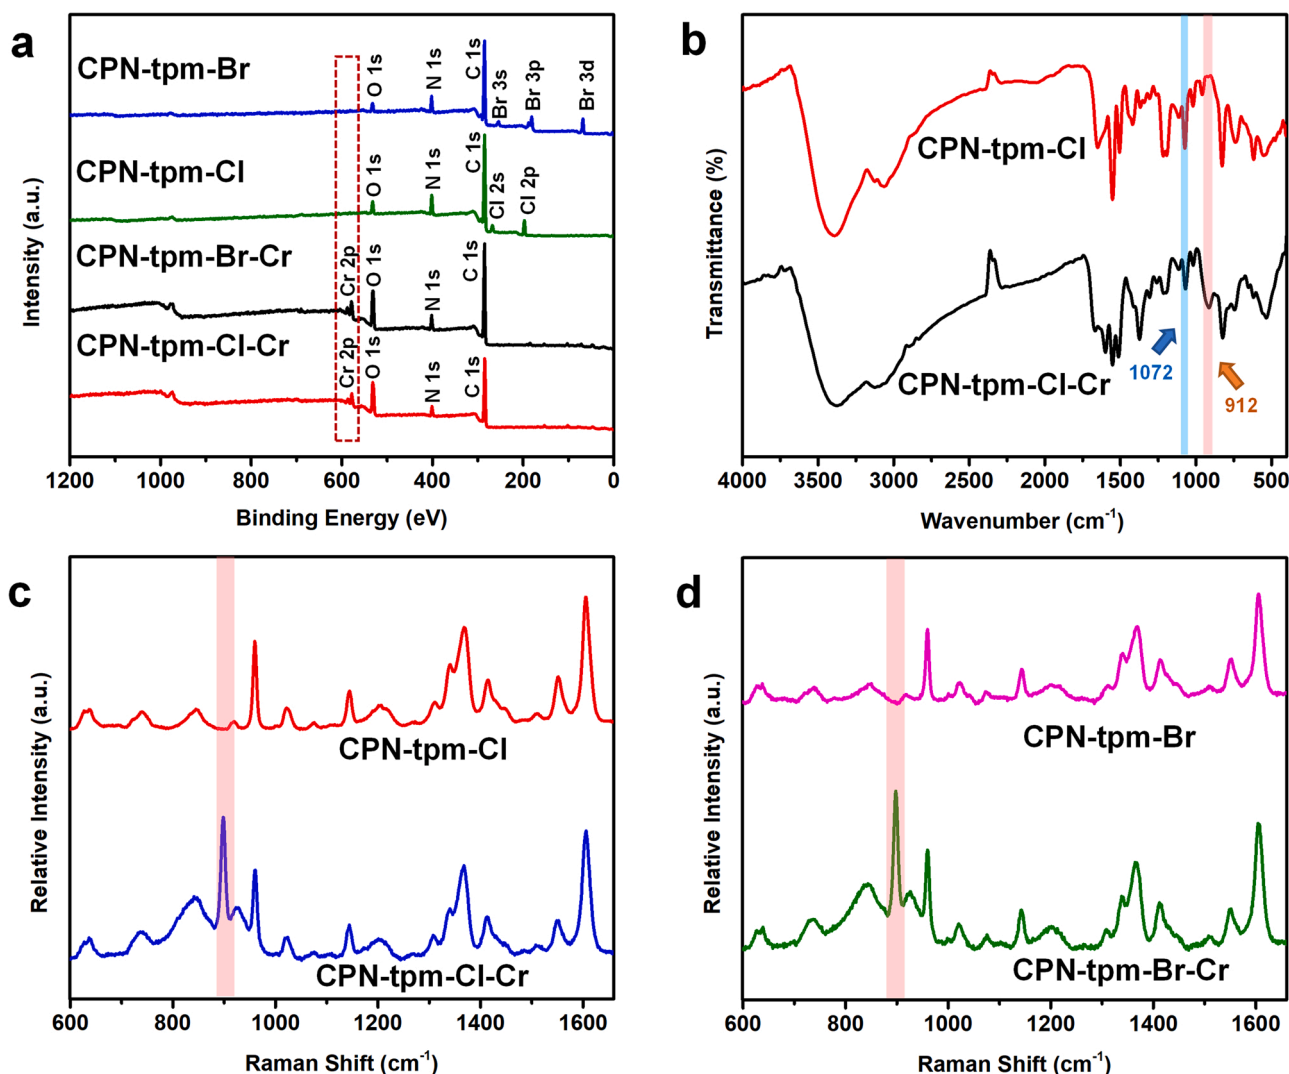 a
CPN-tpm-Br
O 1s
N 1s
C 1s
Br 3s
Br 3p
Br 3d
CPN-tpm-Cl
O 1s
N 1s
C 1s
Cl 2s
Cl 2p
CPN-tpm-Br-Cr
Cr 2p
O 1s
N 1s
C 1s
CPN-tpm-Cl-Cr
Cr 2p
O 1s
N 1s
C 1s
Intensity (a.u.)
1200 1000 800 600 400 200 0
Binding Energy (eV)
b
CPN-tpm-Cl
CPN-tpm-Cl-Cr
1072
912
Transmittance (%)
4000 3500 3000 2500 2000 1500 1000 500
Wavenumber (cm-1)
c
CPN-tpm-Cl
CPN-tpm-Cl-Cr
Relative Intensity (a.u.)
600 800 1000 1200 1400 1600
Raman Shift (cm-1)
d
CPN-tpm-Br
CPN-tpm-Br-Cr
Relative Intensity (a.u.)
600 800 1000 1200 1400 1600
Raman Shift (cm-1)